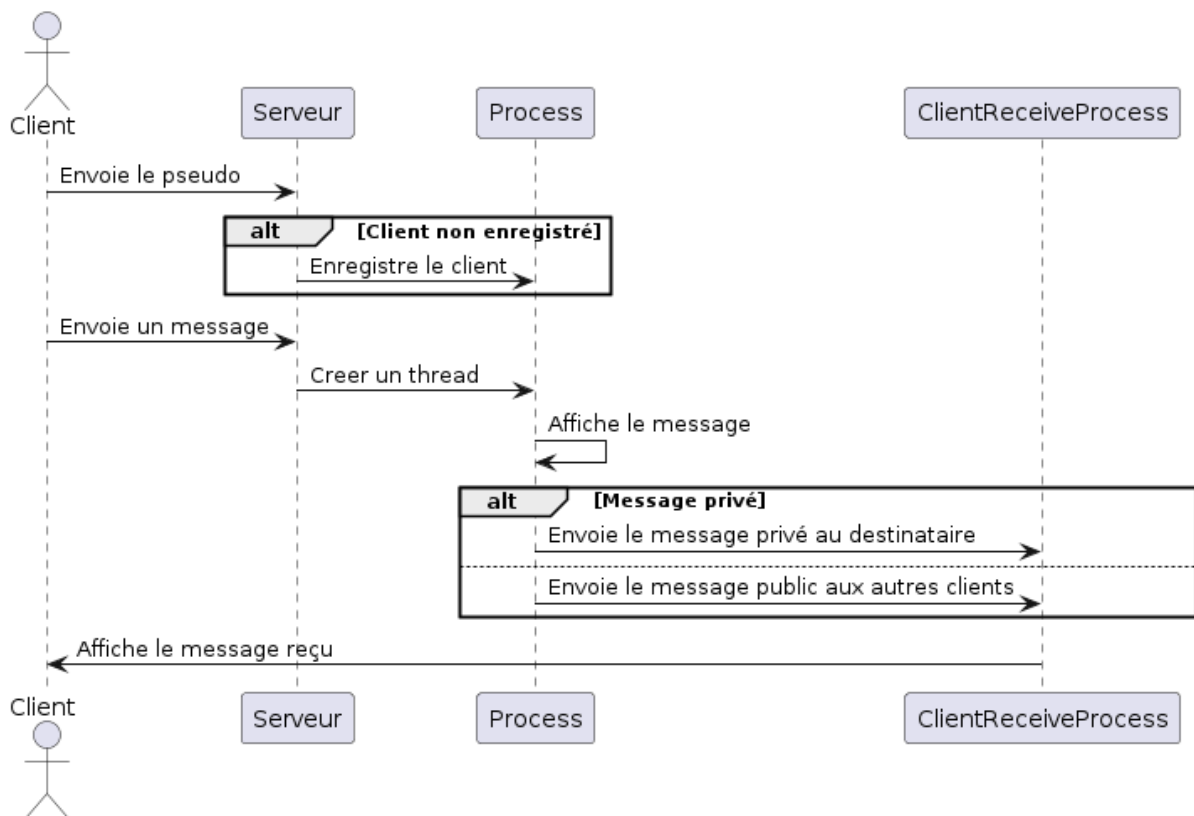 Client
Serveur
Process
ClientReceiveProcess
Envoie le pseudo
alt
[Client non enregistré]
Enregistre le client
Envoie un message
Creer un thread
Affiche le message
alt
[Message privé]
Envoie le message privé au destinataire
Envoie le message public aux autres clients
Affiche le message reçu
Client
Serveur
Process
ClientReceiveProcess